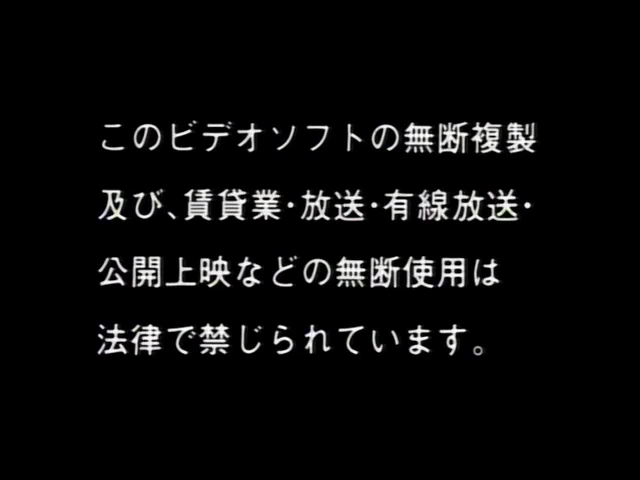 このビデオソフトの無断複製
及び、賃貸業・放送・有線放送・
公開上映などの無断使用は
法律で禁じられています。